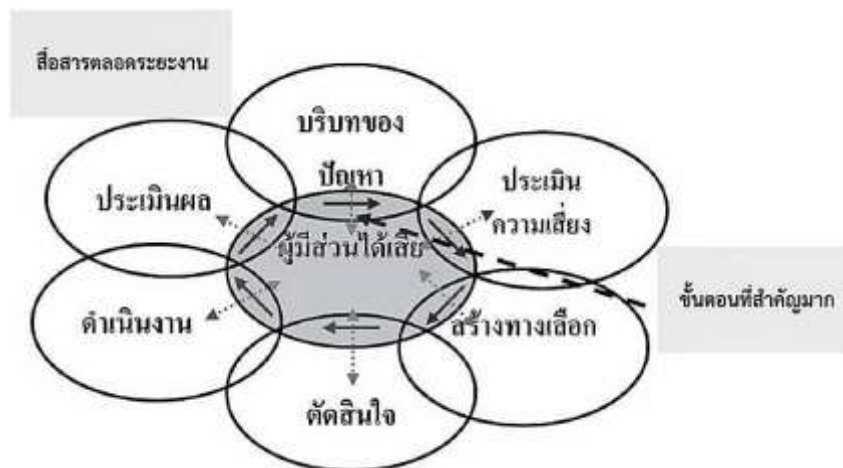 สื่อสารตลอดระยะงาน
บริบทของ
ปัญหา
ประเมิน
ความเสี่ยง
ประเมินผล
ผู้มีส่วนได้เสีย
ขั้นตอนที่สำคัญมาก
ดำเนินงาน
สร้างทางเลือก
ตัดสินใจ